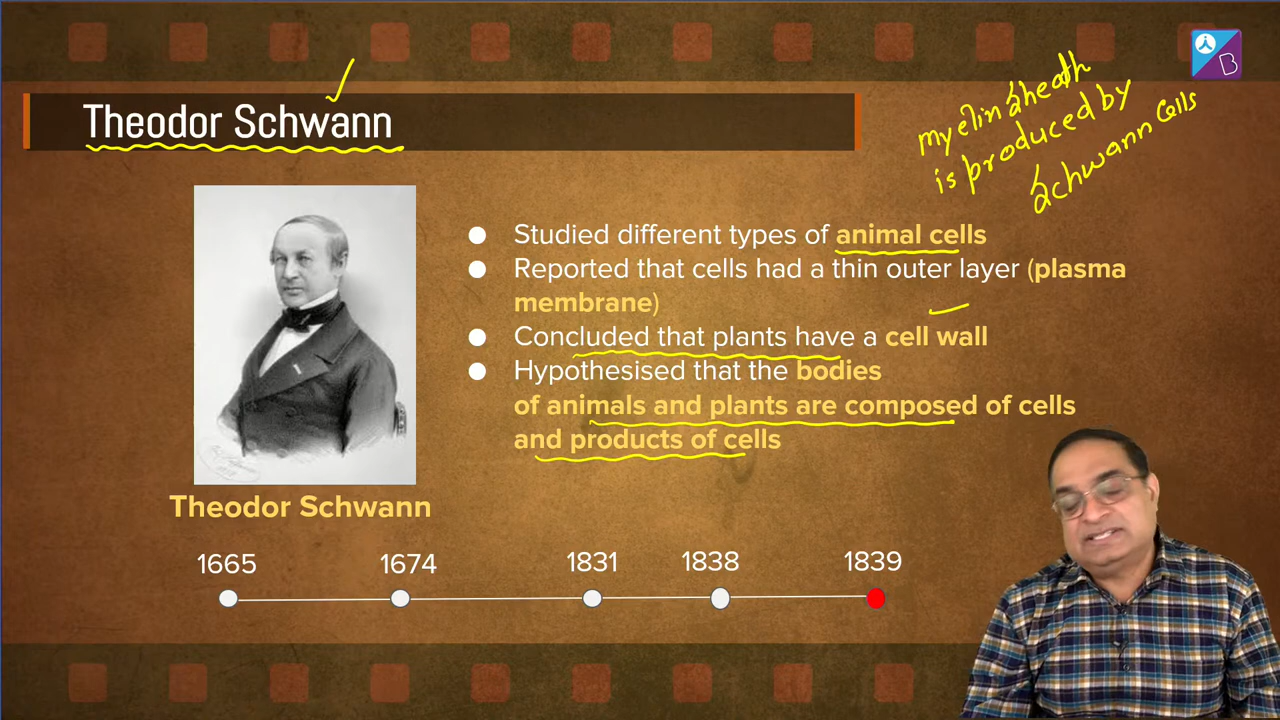 Theodor Schwann
myelin sheath
is produced by
Schwann Cells
B
● Studied different types of animal cells
● Reported that cells had a thin outer layer (plasma
membrane)
● Concluded that plants have a cell wall
● Hypothesised that the bodies
of animals and plants are composed of cells
and products of cells
Theodor Schwann
1665 1674 1831 1838 1839